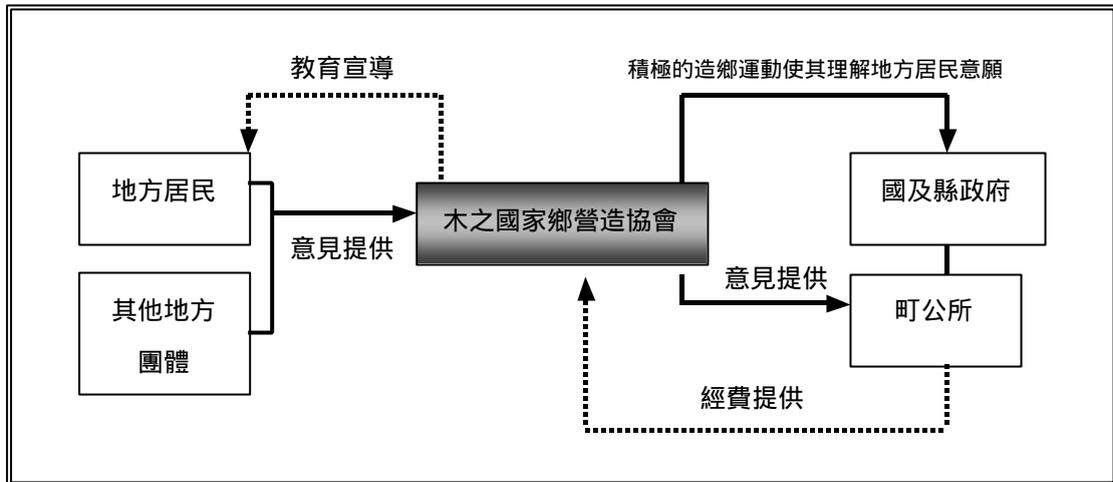 教育宣導
積極的造鄉運動使其理解地方居民意願
地方居民
國及縣政府
木之國家鄉營造協會
意見提供
意見提供
其他地方
團體
町公所
經費提供